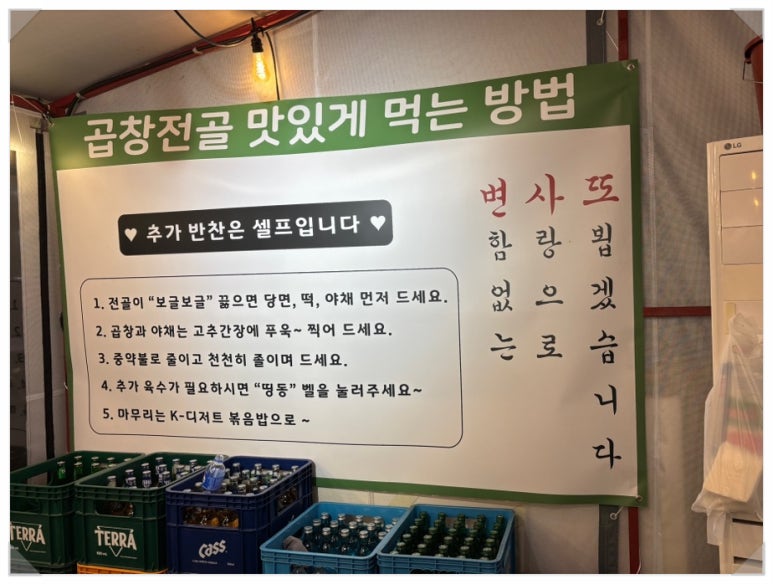 곱창전골 맛있게 먹는 방법
♥ 추가 반찬은 셀프입니다 ♥
1. 전골이 “보글보글” 끓으면 당면, 떡, 야채 먼저 드세요.
2. 곱창과 야채는 고추간장에 푸욱~ 찍어 드세요.
3. 중약불로 줄이고 천천히 졸이며 드세요.
4. 추가 육수가 필요하시면 “띵동” 벨을 눌러주세요~
5. 마무리는 K-디저트 볶음밥으로 ~
변함없는
사랑으로
또 뵙겠습니다
LG
TERRA
TERRA
Cass